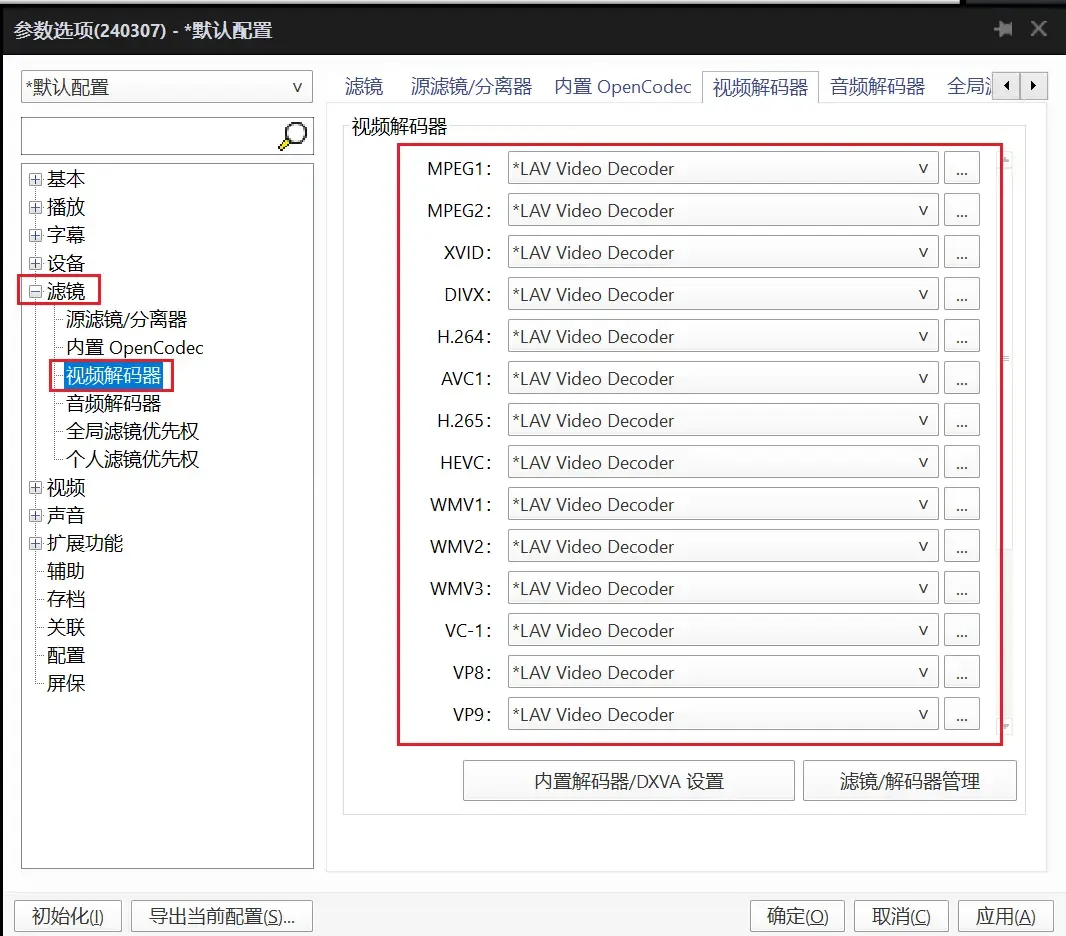 参数选项(240307) - *默认配置
*默认配置
滤镜 源滤镜/分离器 内置 OpenCodec 视频解码器 音频解码器 全局
基本
播放
字幕
设备
滤镜
源滤镜/分离器
内置 OpenCodec
视频解码器
音频解码器
全局滤镜优先权
个人滤镜优先权
视频
声音
扩展功能
辅助
存档
关联
配置
屏保
视频解码器
MPEG1: *LAV Video Decoder ...
MPEG2: *LAV Video Decoder ...
XVID: *LAV Video Decoder ...
DIVX: *LAV Video Decoder ...
H.264: *LAV Video Decoder ...
AVC1: *LAV Video Decoder ...
H.265: *LAV Video Decoder ...
HEVC: *LAV Video Decoder ...
WMV1: *LAV Video Decoder ...
WMV2: *LAV Video Decoder ...
WMV3: *LAV Video Decoder ...
VC-1: *LAV Video Decoder ...
VP8: *LAV Video Decoder ...
VP9: *LAV Video Decoder ...
内置解码器/DXVA 设置 滤镜/解码器管理
初始化(I) 导出当前配置(S)... 确定(O) 取消(C) 应用(A)